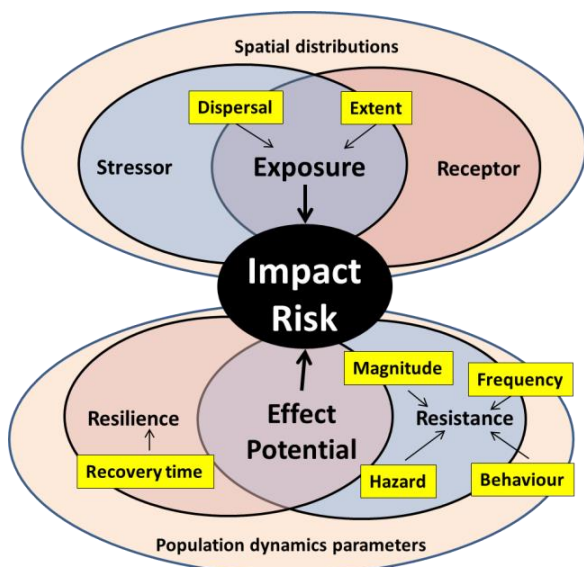 Spatial distributions
Dispersal
Extent
Stressor
Exposure
Receptor
Impact
Risk
Magnitude
Frequency
Resilience
Effect
Potential
Resistance
Recovery time
Hazard
Behaviour
Population dynamics parameters